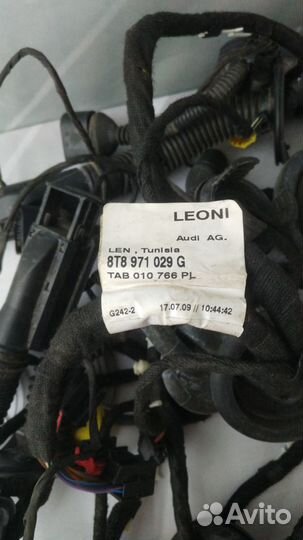 LEONI
Audi AG.
LEN , Tunisia
8T8 971 029 G
TAB 010 766 PL
G242-2 17.07.09 // 10:44:42
Avito